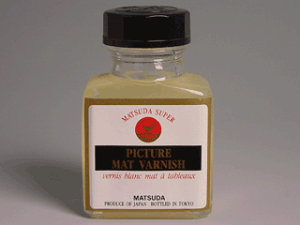 MATSUDA SUPER
PICTURE
MAT VARNISH
vernis blanc mat à tableaux
MATSUDA
PRODUCE OF JAPAN BOTTLED IN TOKYO